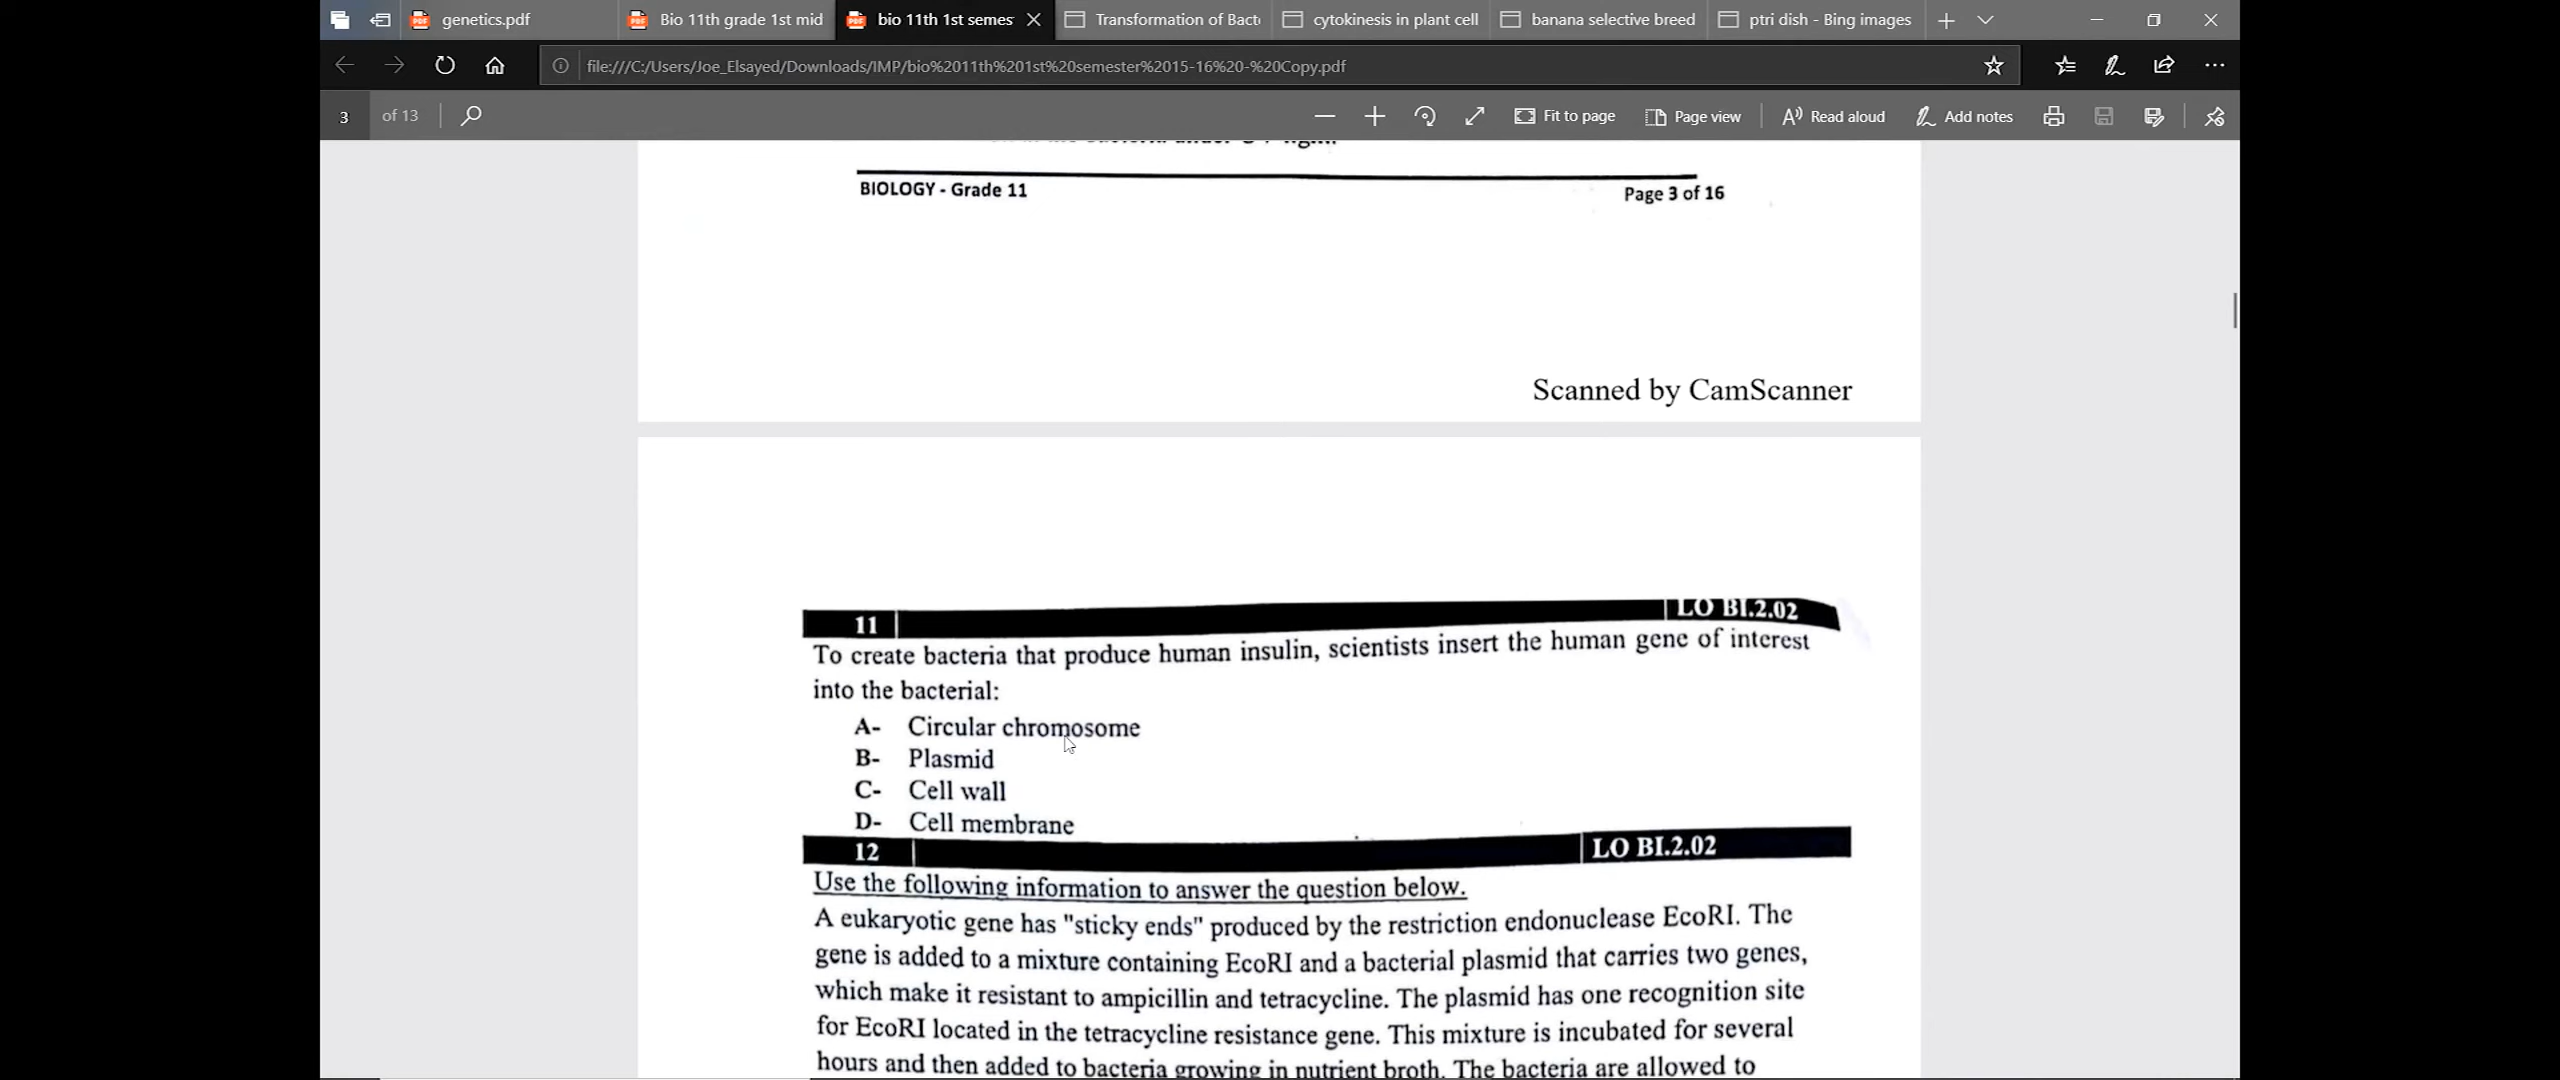 genetics.pdf
Bio 11th grade 1st mid
bio 11th 1st semes
Transformation of Bact
cytokinesis in plant cell
banana selective breed
ptri dish - Bing images
file:///C:/Users/Joe_Elsayed/Downloads/IMP/bio%2011th%201st%20semester%2015-16%20-%20Copy.pdf
3 of 13
Fit to page
Page view
Read aloud
Add notes
BIOLOGY - Grade 11
Page 3 of 16
Scanned by CamScanner
11 LO BI.2.02
To create bacteria that produce human insulin, scientists insert the human gene of interest
into the bacterial:
A- Circular chromosome
B- Plasmid
C- Cell wall
D- Cell membrane
12 LO BI.2.02
Use the following information to answer the question below.
A eukaryotic gene has "sticky ends" produced by the restriction endonuclease EcoRI. The
gene is added to a mixture containing EcoRI and a bacterial plasmid that carries two genes,
which make it resistant to ampicillin and tetracycline. The plasmid has one recognition site
for EcoRI located in the tetracycline resistance gene. This mixture is incubated for several
hours and then added to bacteria growing in nutrient broth. The bacteria are allowed to